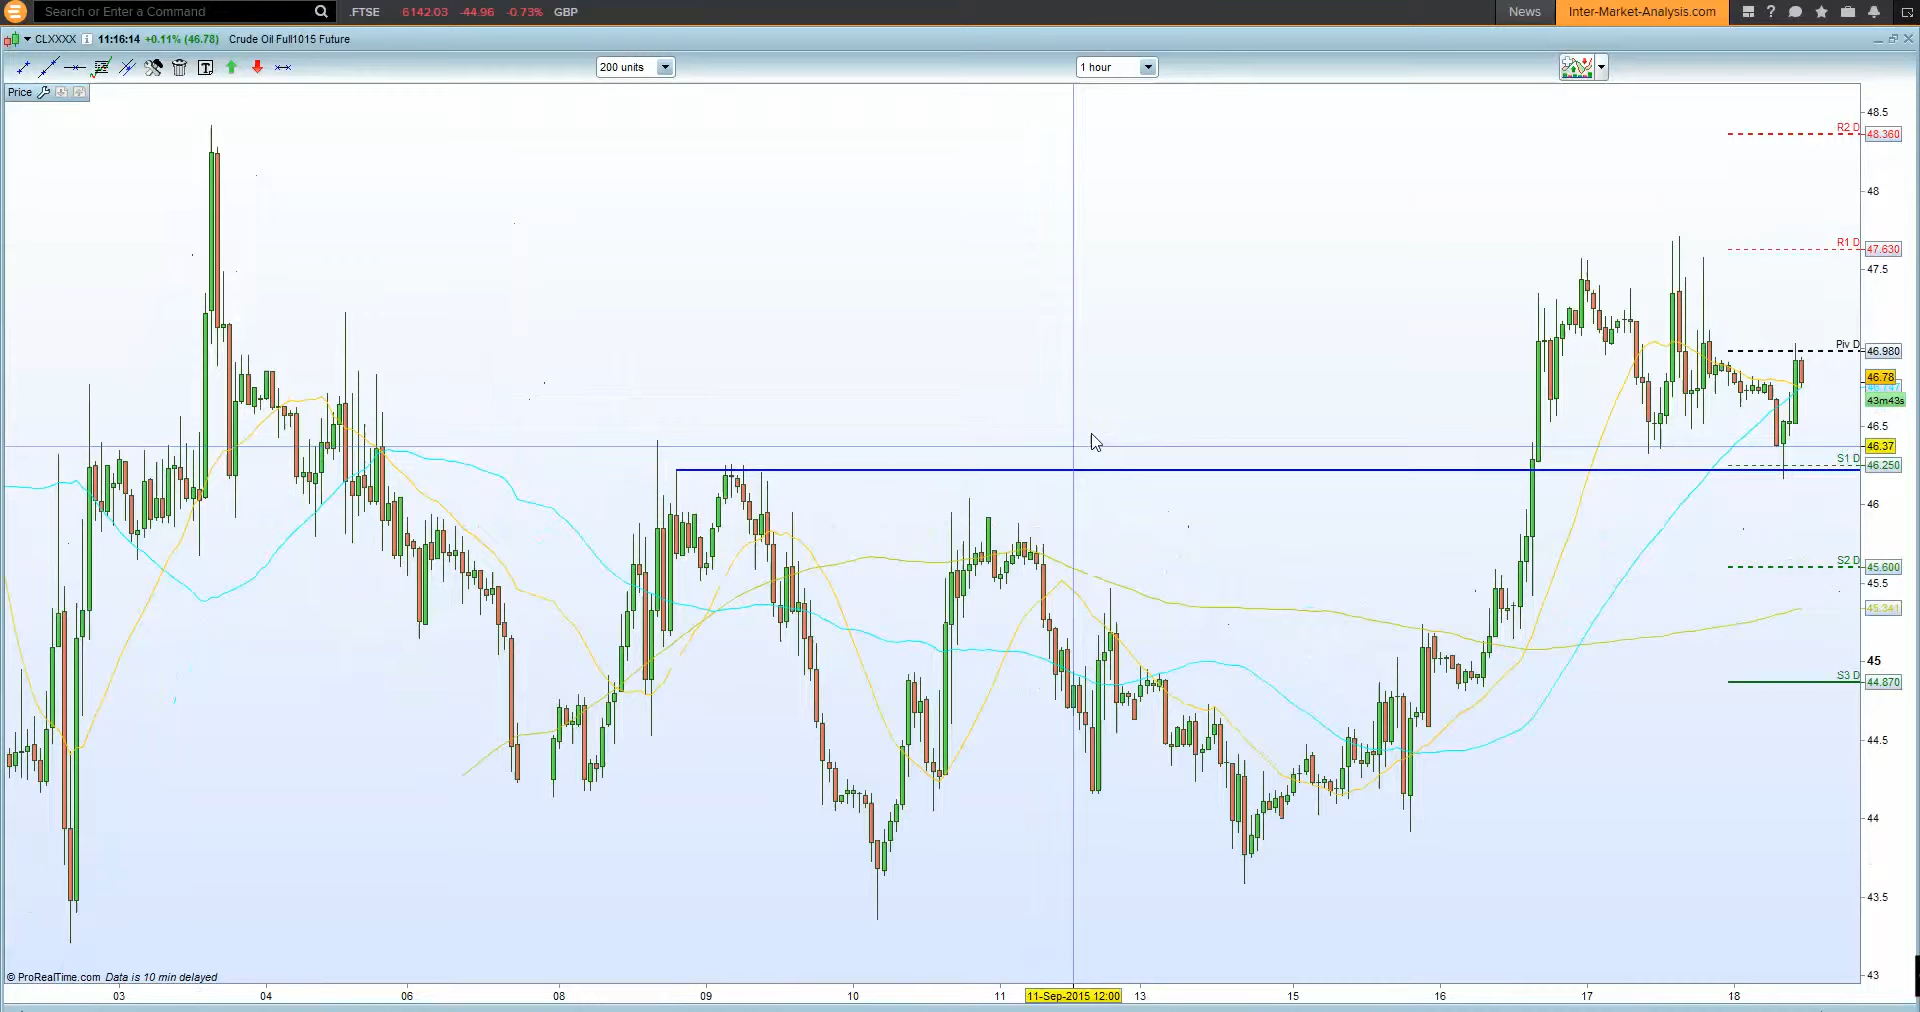 Search or Enter a Command .FTSE 6142.03 -44.96 -0.73% GBP News Inter-Market-Analysis.com
CLXXXX 11:16:14 +0.11% (46.78) Crude Oil Full1015 Future
200 units 1 hour
Price
48.5
R2 D 48.360
48
R1 D 47.630
47.5
Piv D 46.980
46.78
43m43s
46.5
46.37
S1 D 46.250
46
S2 D 45.600
45.5
45.341
45
S3 D 44.870
44.5
44
43.5
43
© ProRealTime.com Data is 10 min delayed
03 04 06 08 09 10 11 11-Sep-2015 12:00 13 15 16 17 18